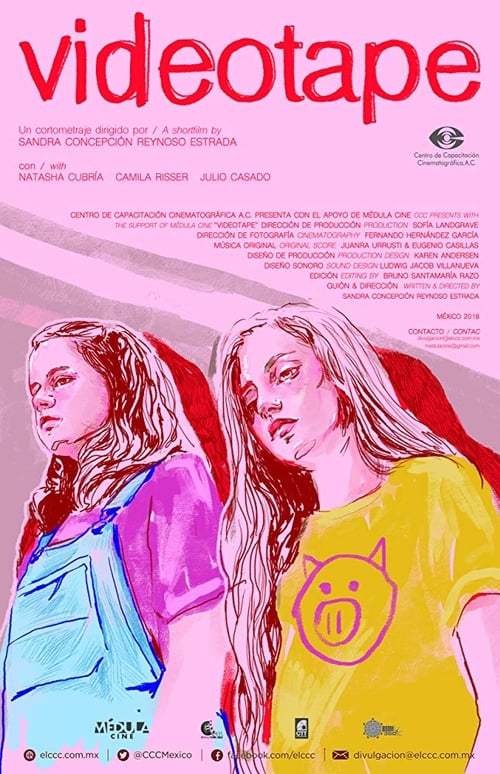 videotape
Un cortometraje dirigido por / A shortfilm by
SANDRA CONCEPCIÓN REYNOSO ESTRADA
con / with
NATASHA CUBRÍA CAMILA RISSER JULIO CASADO
Centro de Capacitación
Cinematográfica, A.C.
CENTRO DE CAPACITACIÓN CINEMATOGRÁFICA A.C. PRESENTA CON EL APOYO DE MÉDULA CINE CCC PRESENTS WITH
THE SUPPORT OF MÉDULA CINE "VIDEOTAPE" DIRECCIÓN DE PRODUCCIÓN PRODUCTION SOFÍA LANDGRAVE
DIRECCIÓN DE FOTOGRAFÍA CINEMATOGRAPHY FERNANDO HERNÁNDEZ GARCÍA
MÚSICA ORIGINAL ORIGINAL SCORE JUANRA URRUSTI & EUGENIO CASILLAS
DISEÑO DE PRODUCCIÓN PRODUCTION DESIGN KAREN ANDERSEN
DISEÑO SONORO SOUND DESIGN LUDWIG JACOB VILLANUEVA
EDICIÓN EDITING BY BRUNO SANTAMARÍA RAZO
GUIÓN & DIRECCIÓN WRITTEN & DIRECTED BY
SANDRA CONCEPCIÓN REYNOSO ESTRADA
MÉXICO 2018
CONTACTO / CONTAC
divulgacion@elccc.com.mx
medulacine@gmail.com
MÉDULA
CINE
elccc.com.mx @CCCMexico facebook.com/elccc divulgacion@elccc.com.mx